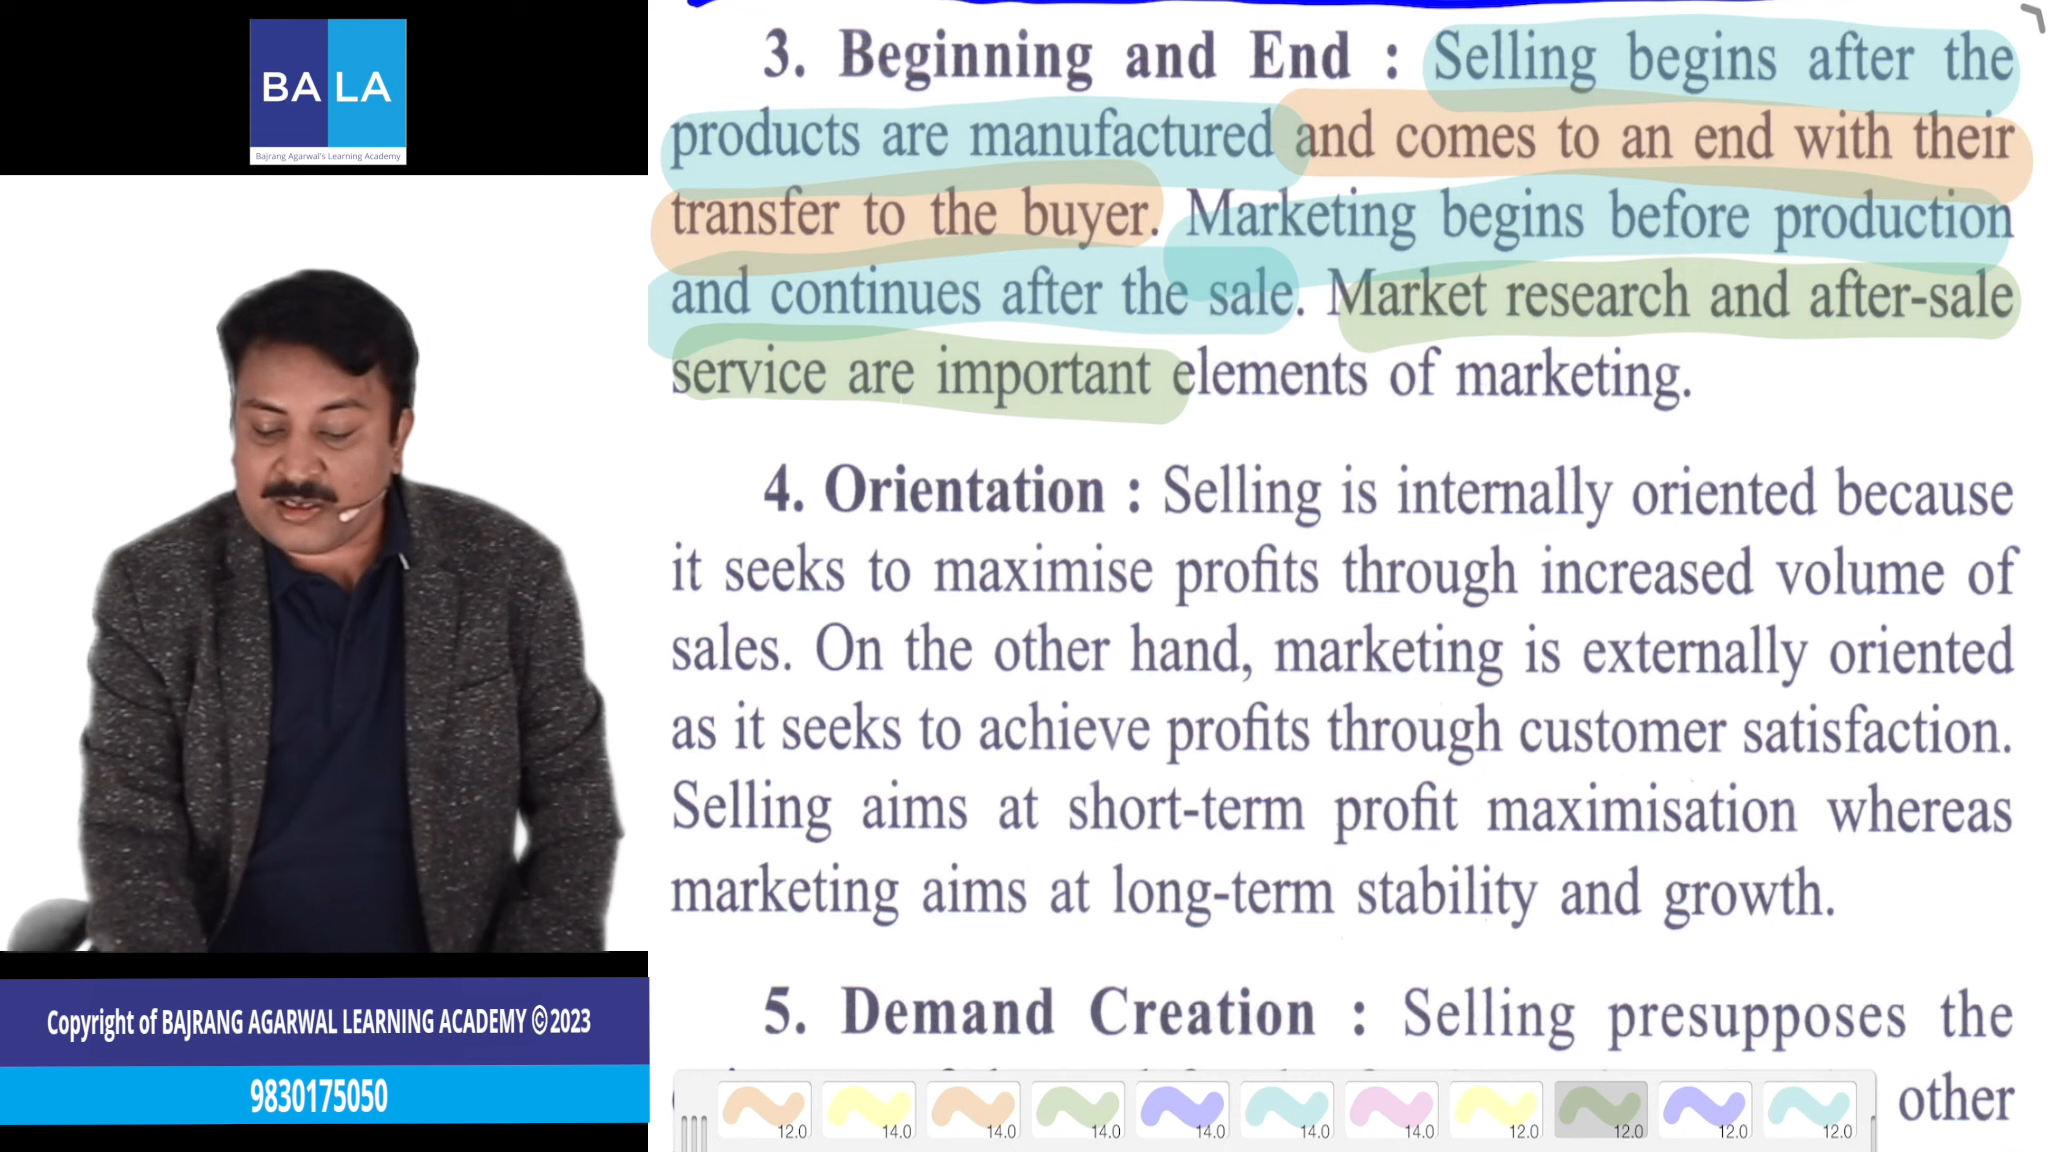 BALA
Bajrang Agarwal's Learning Academy
3. Beginning and End : Selling begins after the
products are manufactured and comes to an end with their
transfer to the buyer. Marketing begins before production
and continues after the sale. Market research and after-sale
service are important elements of marketing.
4. Orientation : Selling is internally oriented because
it seeks to maximise profits through increased volume of
sales. On the other hand, marketing is externally oriented
as it seeks to achieve profits through customer satisfaction.
Selling aims at short-term profit maximisation whereas
marketing aims at long-term stability and growth.
5. Demand Creation : Selling presupposes the
other
12.0 14.0 14.0 14.0 14.0 14.0 14.0 12.0 12.0 12.0 12.0
Copyright of BAJRANG AGARWAL LEARNING ACADEMY ©2023
9830175050